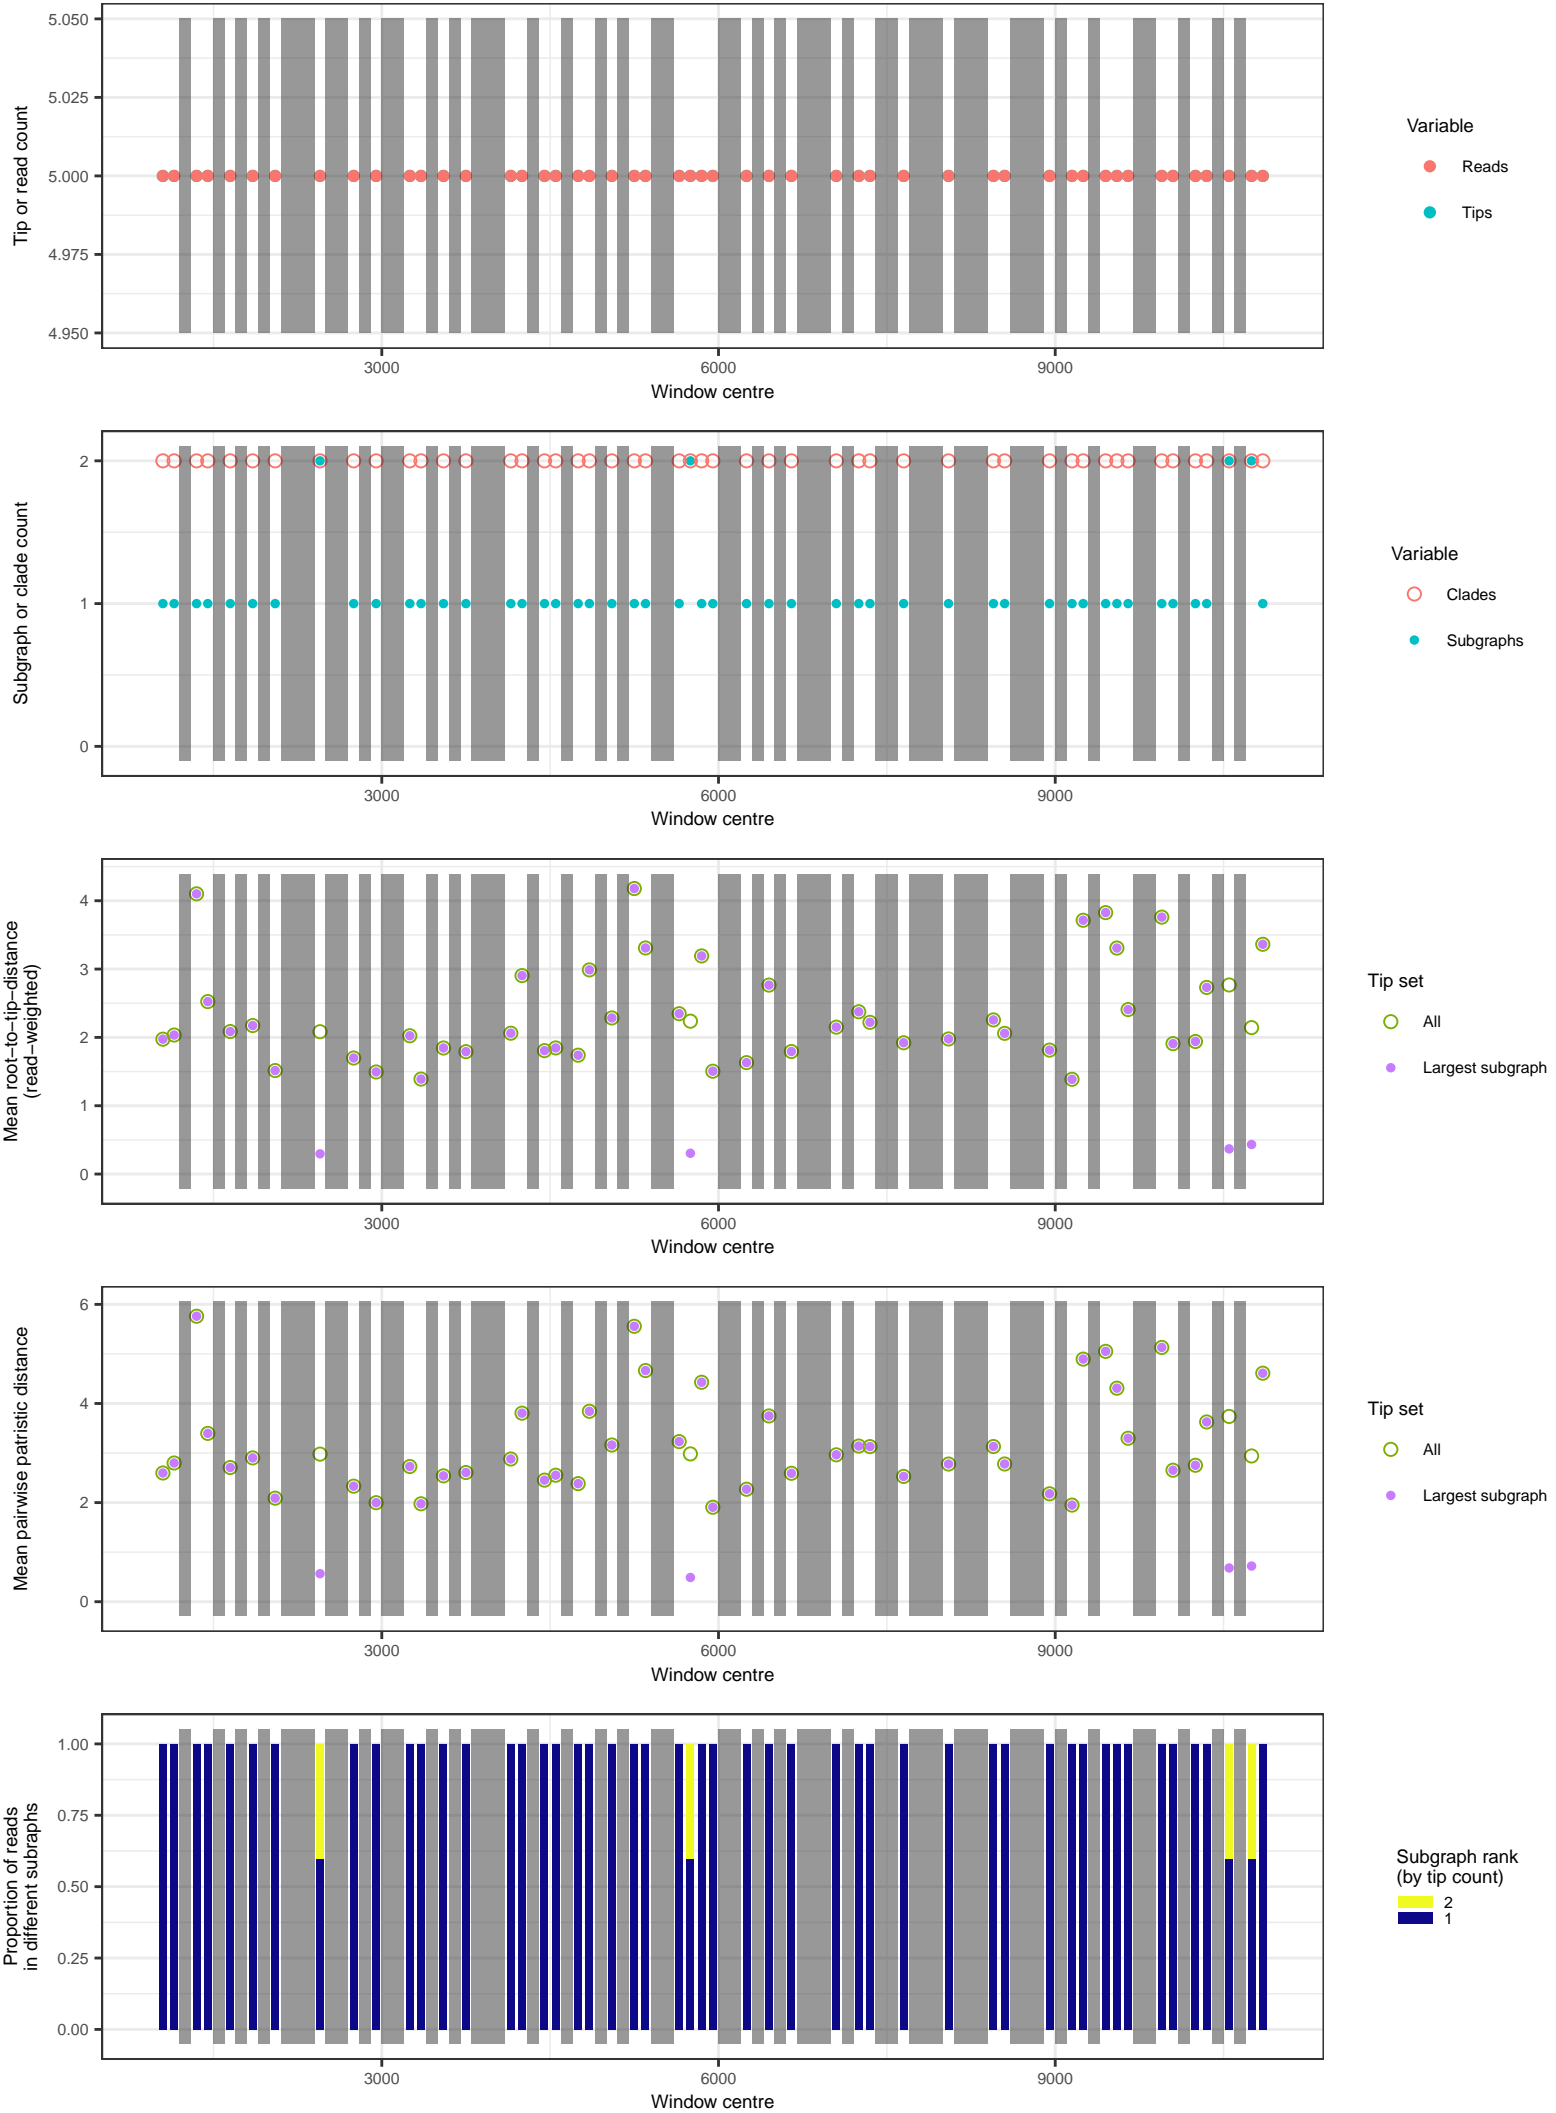 Tip or read count
5.050
5.025
5.000
4.975
4.950
3000 6000 9000
Window centre
Variable
Reads
Tips
Subgraph or clade count
2
1
0
3000 6000 9000
Window centre
Variable
Clades
Subgraphs
Mean root−to−tip−distance
(read−weighted)
4
3
2
1
0
3000 6000 9000
Window centre
Tip set
All
Largest subgraph
Mean pairwise patristic distance
6
4
2
0
3000 6000 9000
Window centre
Tip set
All
Largest subgraph
Proportion of reads
in different subraphs
1.00
0.75
0.50
0.25
0.00
3000 6000 9000
Window centre
Subgraph rank
(by tip count)
2
1